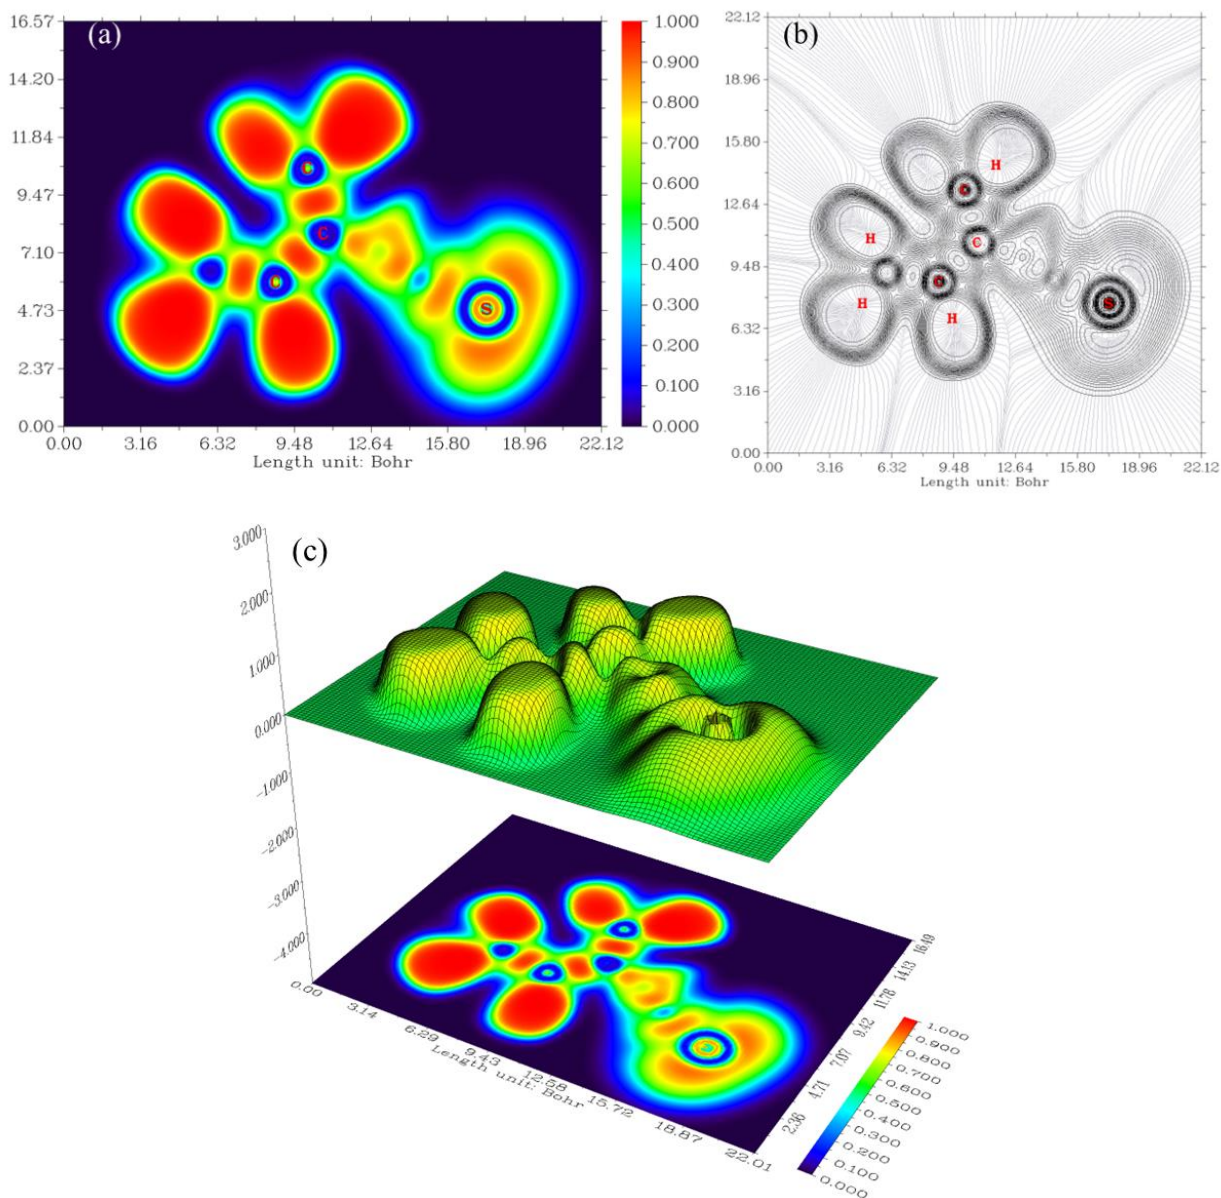 (a)
16.57
14.20
11.84
9.47
7.10
4.73
2.37
0.00
0.00 3.16 6.32 9.48 12.64 15.80 18.96 22.12
Length unit: Bohr
C
S
1.000
0.900
0.800
0.700
0.600
0.500
0.400
0.300
0.200
0.100
0.000
(b)
22.12
18.96
15.80
12.64
9.48
6.32
3.16
0.00
0.00 3.16 6.32 9.48 12.64 15.80 18.96 22.12
Length unit: Bohr
H
H
C
S
H
H
(c)
3.000
2.000
1.000
0.000
-1.000
-2.000
-3.000
-4.000
0.00 3.14 6.29 9.43 12.58 15.72 18.87 22.01
Length unit: Bohr
2.36 4.71 7.07 9.42 11.78 14.13 16.49
1.000
0.900
0.800
0.700
0.600
0.500
0.400
0.300
0.200
0.100
0.000